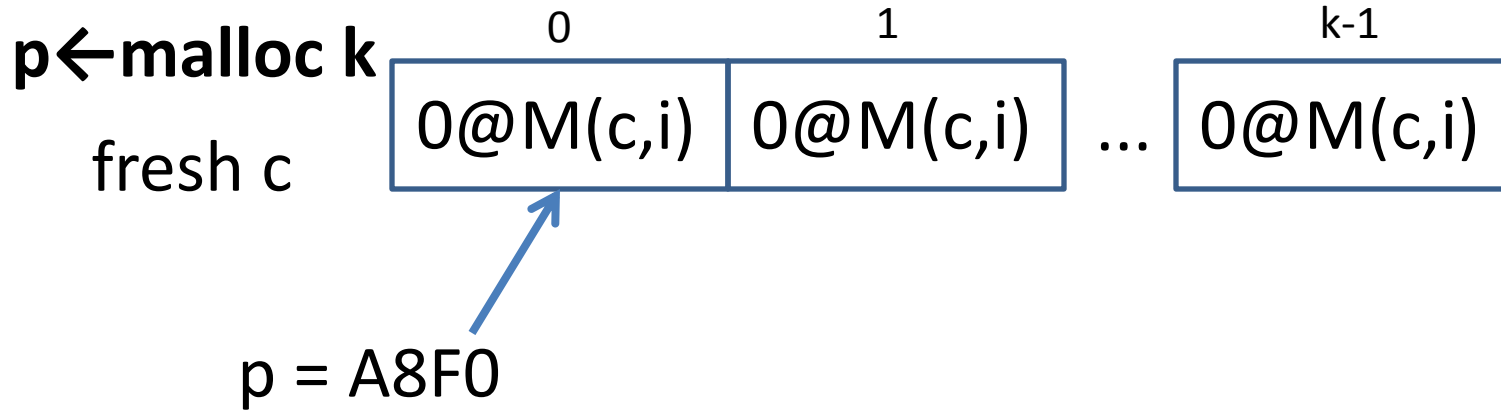 0 1 k-1
p←malloc k
0@M(c,i) 0@M(c,i) ... 0@M(c,i)
fresh c
p = A8F0